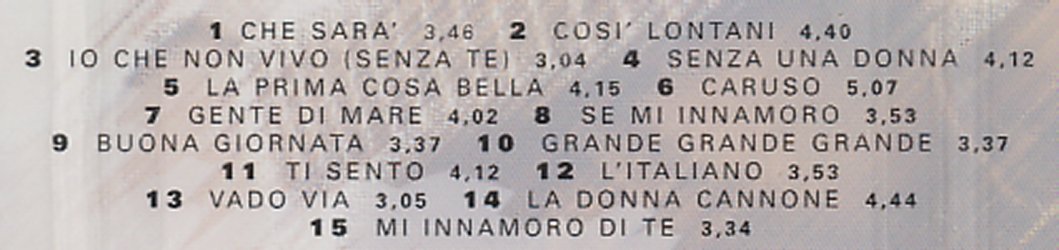 1 CHE SARA' 3,46 2 COSI' LONTANI 4,40
3 IO CHE NON VIVO (SENZA TE) 3,04 4 SENZA UNA DONNA 4,12
5 LA PRIMA COSA BELLA 4,15 6 CARUSO 5,07
7 GENTE DI MARE 4,02 8 SE MI INNAMORO 3,53
9 BUONA GIORNATA 3,37 10 GRANDE GRANDE GRANDE 3,37
11 TI SENTO 4,12 12 L'ITALIANO 3,53
13 VADO VIA 3,05 14 LA DONNA CANNONE 4,44
15 MI INNAMORO DI TE 3,34